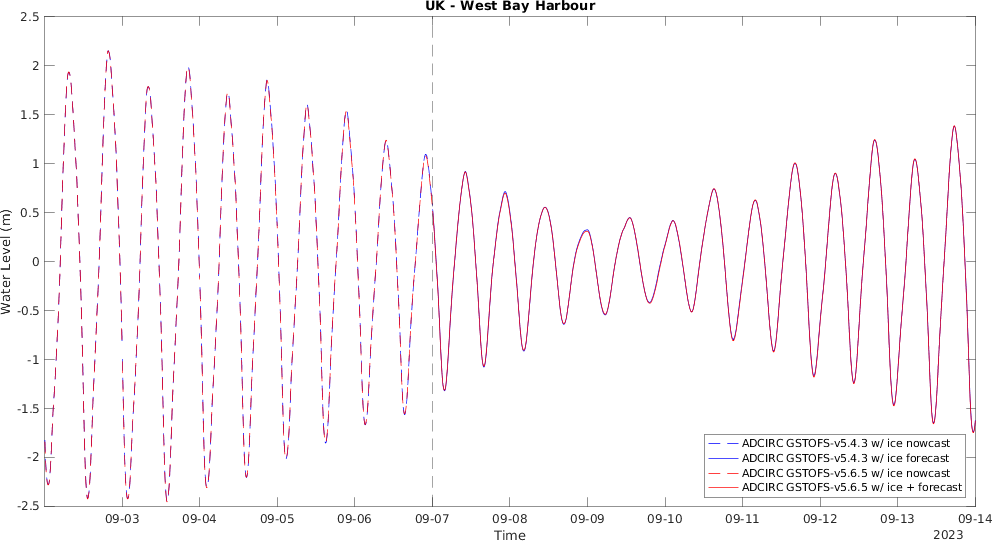 UK - West Bay Harbour
2.5
2
1.5
1
0.5
0
-0.5
-1
-1.5
-2
-2.5
Water Level (m)
ADCIRC GSTOFS-v5.4.3 w/ ice nowcast
ADCIRC GSTOFS-v5.4.3 w/ ice forecast
ADCIRC GSTOFS-v5.6.5 w/ ice nowcast
ADCIRC GSTOFS-v5.6.5 w/ ice + forecast
09-03 09-04 09-05 09-06 09-07 09-08 09-09 09-10 09-11 09-12 09-13 09-14
Time
2023